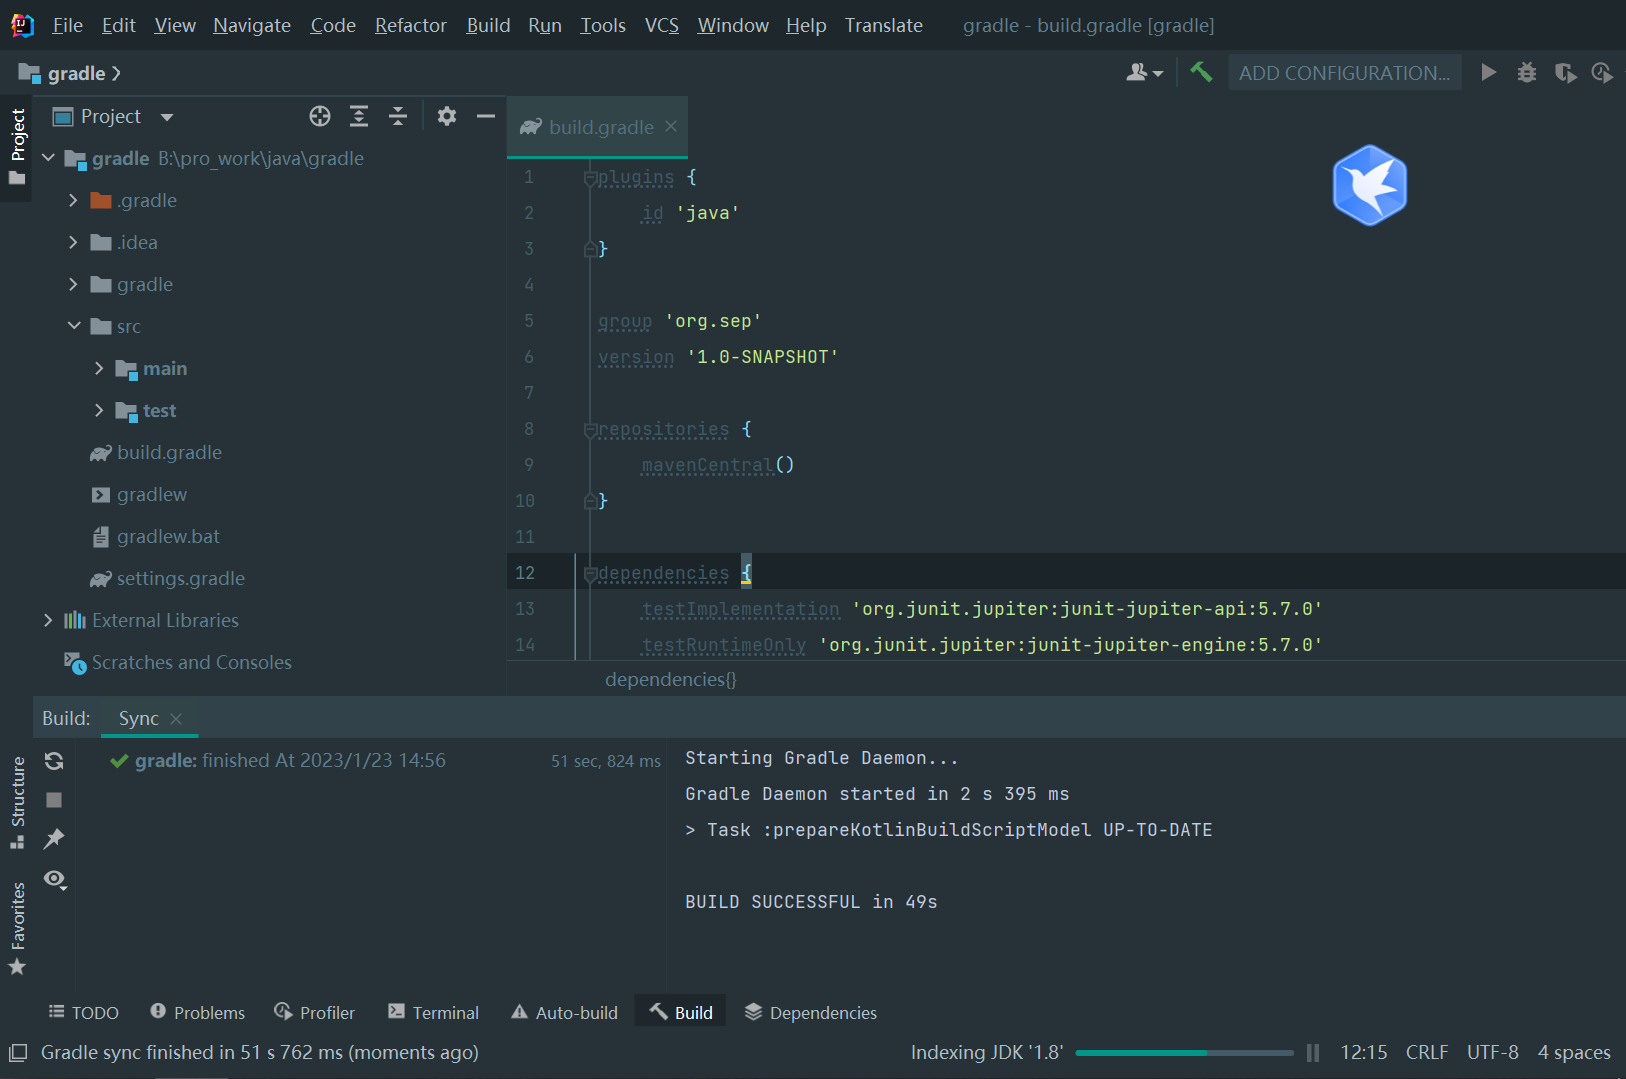 File Edit View Navigate Code Refactor Build Run Tools VCS Window Help Translate gradle - build.gradle [gradle]
gradle
ADD CONFIGURATION...
Project
Project
build.gradle
gradle B:\pro_work\java\gradle
.gradle
.idea
gradle
src
main
test
build.gradle
gradlew
gradlew.bat
settings.gradle
External Libraries
Scratches and Consoles
1 plugins {
2 id 'java'
3 }
4
5 group 'org.sep'
6 version '1.0-SNAPSHOT'
7
8 repositories {
9 mavenCentral()
10 }
11
12 dependencies {
13 testImplementation 'org.junit.jupiter:junit-jupiter-api:5.7.0'
14 testRuntimeOnly 'org.junit.jupiter:junit-jupiter-engine:5.7.0'
dependencies{}
Build: Sync
gradle: finished At 2023/1/23 14:56 51 sec, 824 ms
Starting Gradle Daemon...
Gradle Daemon started in 2 s 395 ms
> Task :prepareKotlinBuildScriptModel UP-TO-DATE
BUILD SUCCESSFUL in 49s
Structure
Favorites
TODO Problems Profiler Terminal Auto-build Build Dependencies
Gradle sync finished in 51 s 762 ms (moments ago) Indexing JDK '1.8' 12:15 CRLF UTF-8 4 spaces